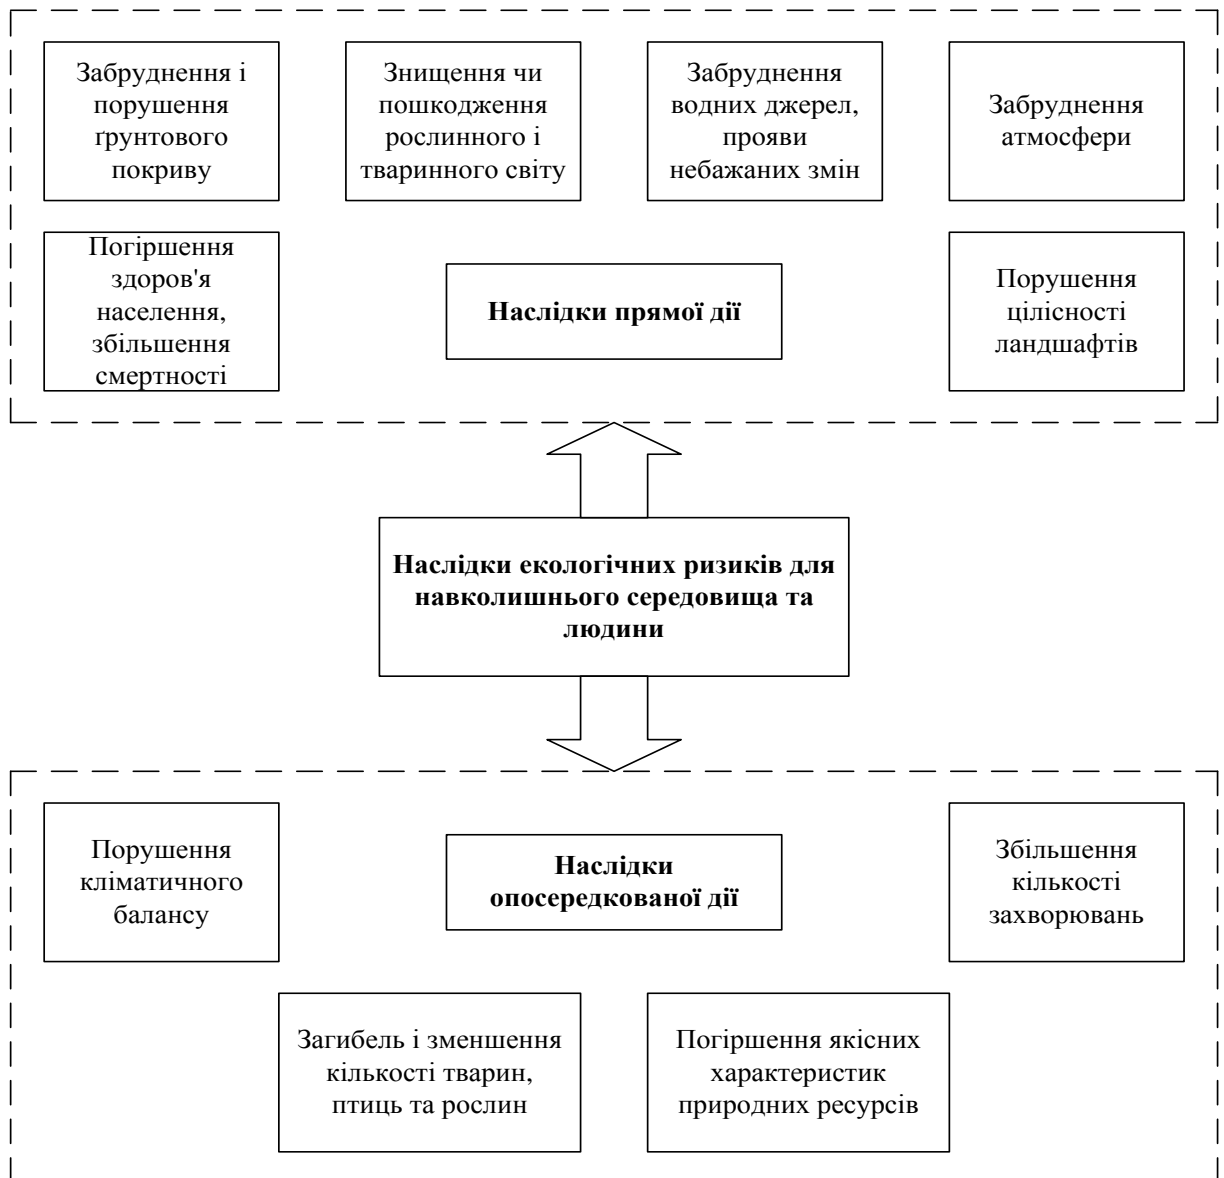 Забруднення і
порушення
ґрунтового
покриву
Знищення чи
пошкодження
рослинного і
тваринного світу
Забруднення
водних джерел,
прояви
небажаних змін
Забруднення
атмосфери
Погіршення
здоров'я
населення,
збільшення
смертності
Наслідки прямої дії
Порушення
цілісності
ландшафтів
Наслідки екологічних ризиків для
навколишнього середовища та
людини
Порушення
кліматичного
балансу
Наслідки
опосередкованої дії
Збільшення
кількості
захворювань
Загибель і зменшення
кількості тварин,
птиць та рослин
Погіршення якісних
характеристик
природних ресурсів